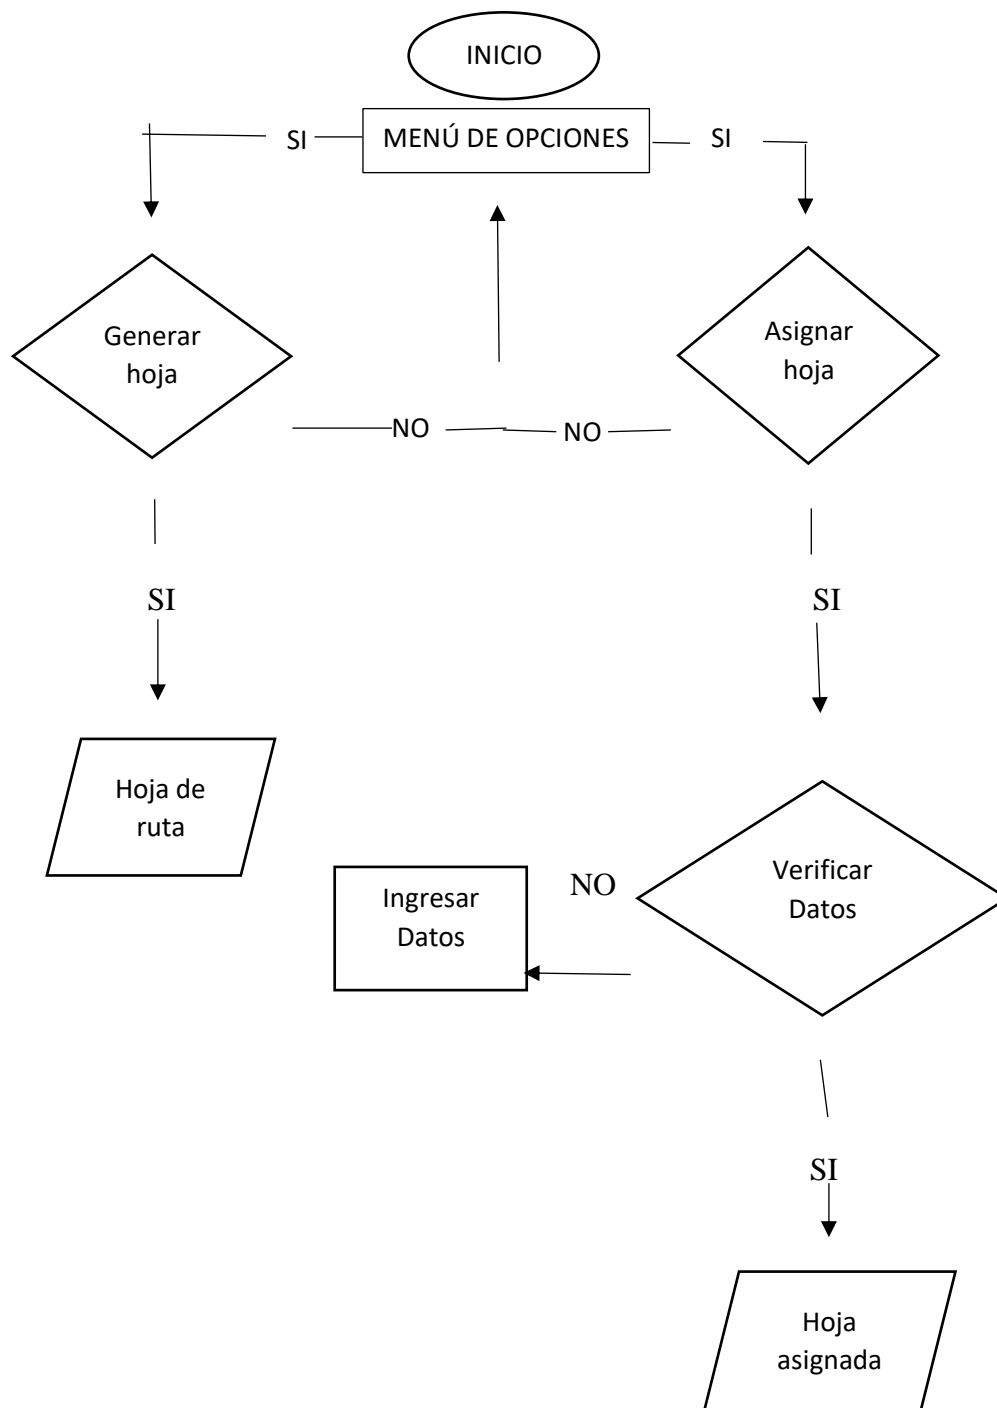 INICIO
SI
MENÚ DE OPCIONES
SI
Generar
hoja
Asignar
hoja
NO
NO
SI
SI
Hoja de
ruta
Ingresar
Datos
NO
Verificar
Datos
SI
Hoja
asignada